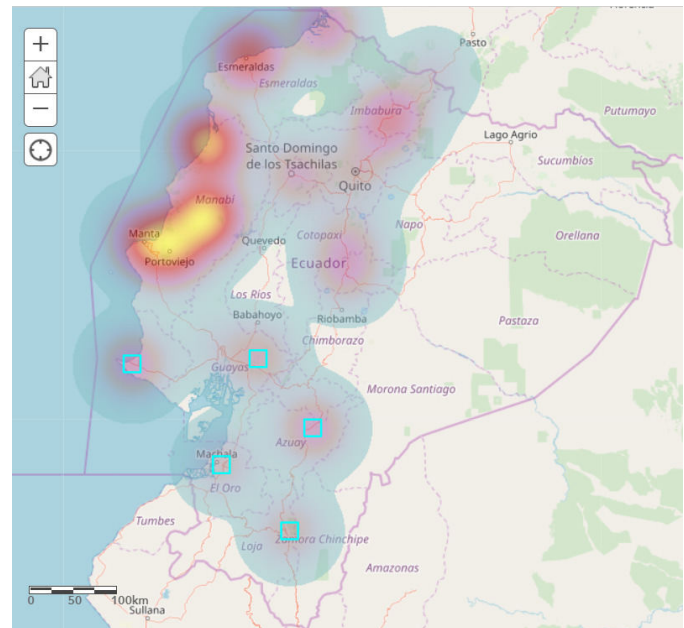 Pasto
Esmeraldas
Esmeraldas
Imbabura
Putumayo
Lago Agrio
Santo Domingo
de los Tsachilas
Sucumbios
Quito
Manabí
Napo
Manta
Quevedo
Cotopaxi
Orellana
Portoviejo
Ecuador
Los Rios
Babahoyo
Riobamba
Pastaza
Chimborazo
Guayas
Morona Santiago
Azuay
Machala
El Oro
Tumbes
Loja
Zamora Chinchipe
Amazonas
0 50 100km
Sullana